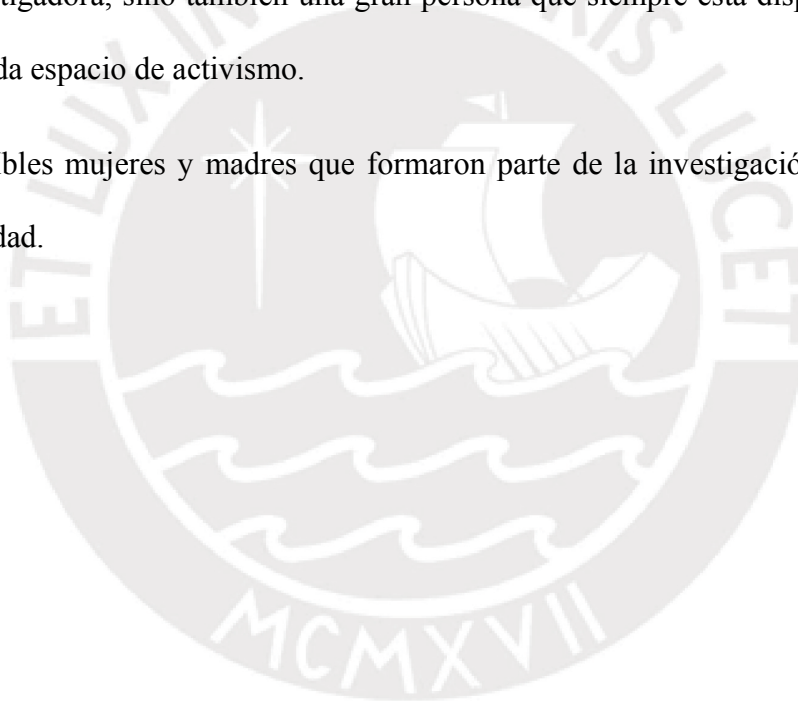 tigadora, sino también una gran persona que siempre está disp
da espacio de activismo.
bles mujeres y madres que formaron parte de la investigació
dad.
ET LUX IN
RIS LUCET
MCMXVII